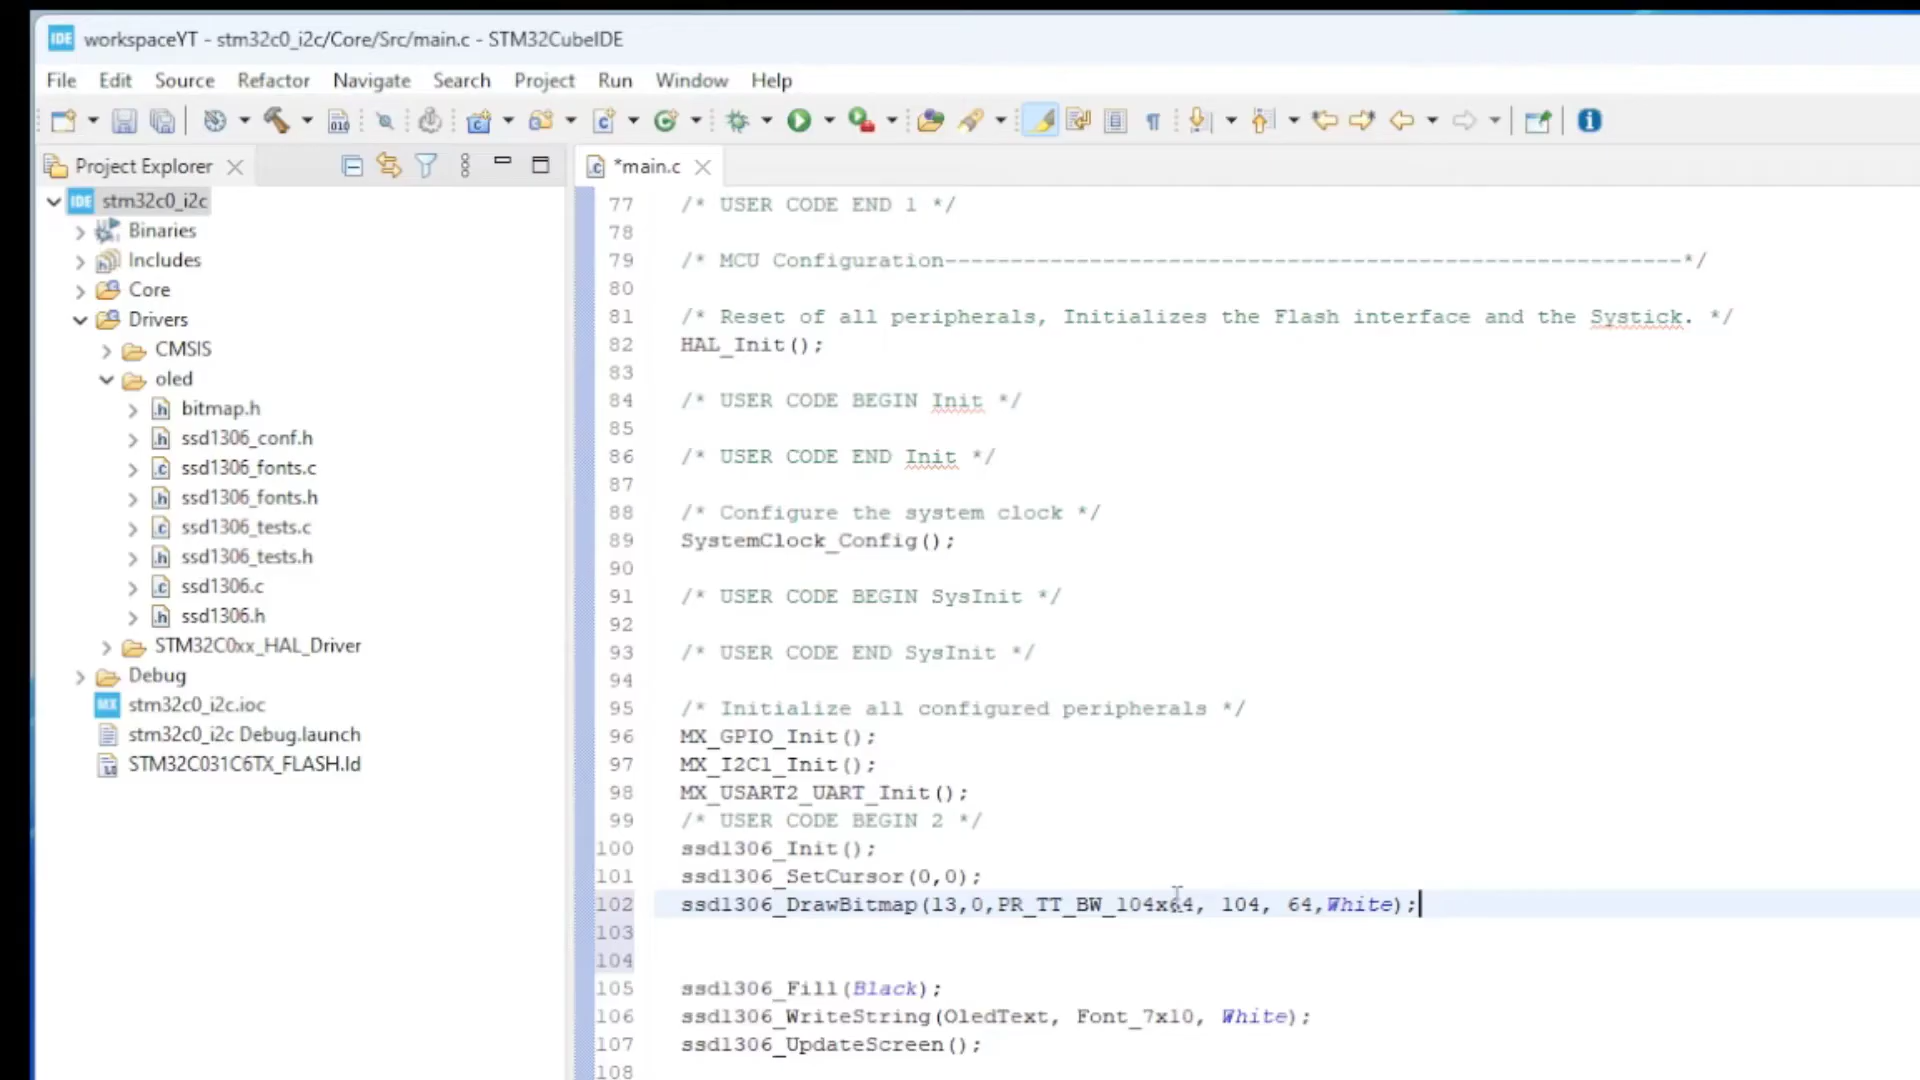 IDE workspaceYT - stm32c0_i2c/Core/Src/main.c - STM32CubeIDE
File Edit Source Refactor Navigate Search Project Run Window Help
010
Project Explorer
IDE stm32c0_i2c
Binaries
Includes
Core
Drivers
CMSIS
oled
bitmap.h
ssd1306_conf.h
ssd1306_fonts.c
ssd1306_fonts.h
ssd1306_tests.c
ssd1306_tests.h
ssd1306.c
ssd1306.h
STM32C0xx_HAL_Driver
Debug
MX stm32c0_i2c.ioc
stm32c0_i2c Debug.launch
STM32C031C6TX_FLASH.ld
*main.c
77 /* USER CODE END 1 */
78
79 /* MCU Configuration--------------------------------------------------------*/
80
81 /* Reset of all peripherals, Initializes the Flash interface and the Systick. */
82 HAL_Init();
83
84 /* USER CODE BEGIN Init */
85
86 /* USER CODE END Init */
87
88 /* Configure the system clock */
89 SystemClock_Config();
90
91 /* USER CODE BEGIN SysInit */
92
93 /* USER CODE END SysInit */
94
95 /* Initialize all configured peripherals */
96 MX_GPIO_Init();
97 MX_I2C1_Init();
98 MX_USART2_UART_Init();
99 /* USER CODE BEGIN 2 */
100 ssd1306_Init();
101 ssd1306_SetCursor(0,0);
102 ssd1306_DrawBitmap(13,0,PR_TT_BW_104x64, 104, 64,White);
103
104
105 ssd1306_Fill(Black);
106 ssd1306_WriteString(OledText, Font_7x10, White);
107 ssd1306_UpdateScreen();
108